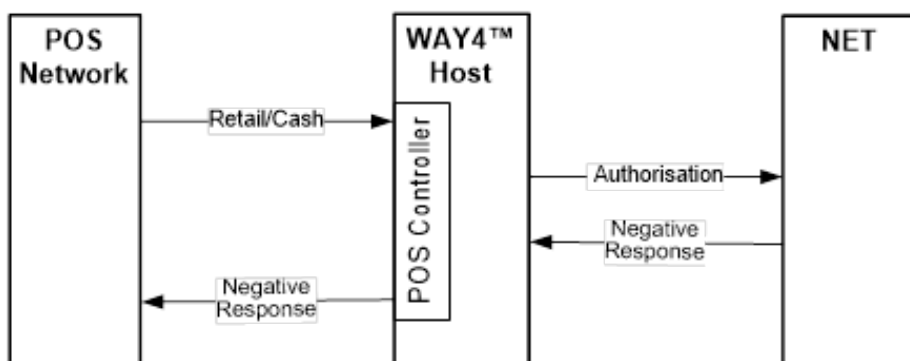 POS
Network
WAY4™
Host
NET
Retail/Cash
POS Controller
Authorisation
Negative
Response
Negative
Response